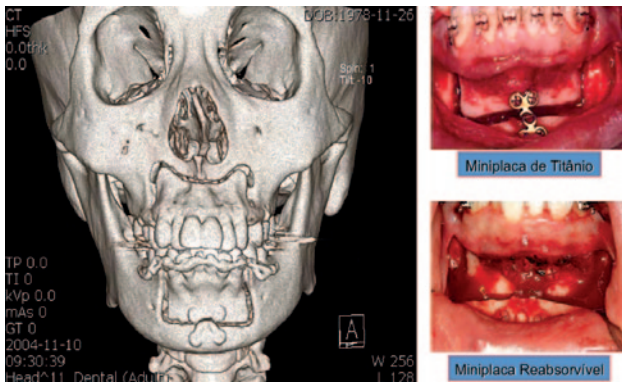 CT
HFS
0.0thk
0.0
DOB:1978-11-26
Spin: 1
Tilt -10
TP 0.0
TI 0
kVp 0.0
mAs 0
GT 0
2004-11-10
09:30:39
Head^11_Dental (Adult)
A
W 256
L 128
Miniplaca de Titânio
Miniplaca Reabsorvível